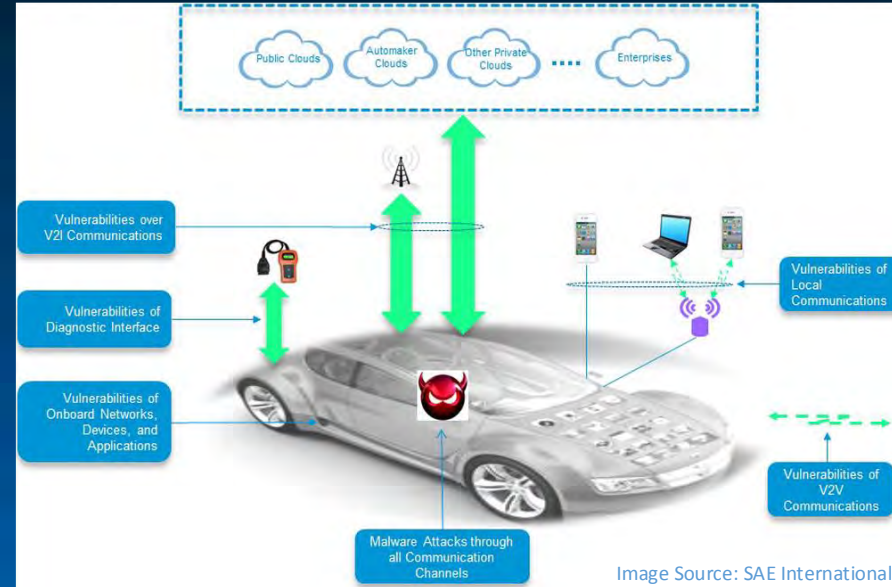 Public Clouds
Automaker
Clouds
Other Private
Clouds
....
Enterprises
Vulnerabilities over
V2I Communications
Vulnerabilities of
Diagnostic Interface
Vulnerabilities of
Onboard Networks,
Devices, and
Applications
Vulnerabilities of
Local
Communications
Vulnerabilities of
V2V
Communications
Malware Attacks through
all Communication
Channels
Image Source: SAE International